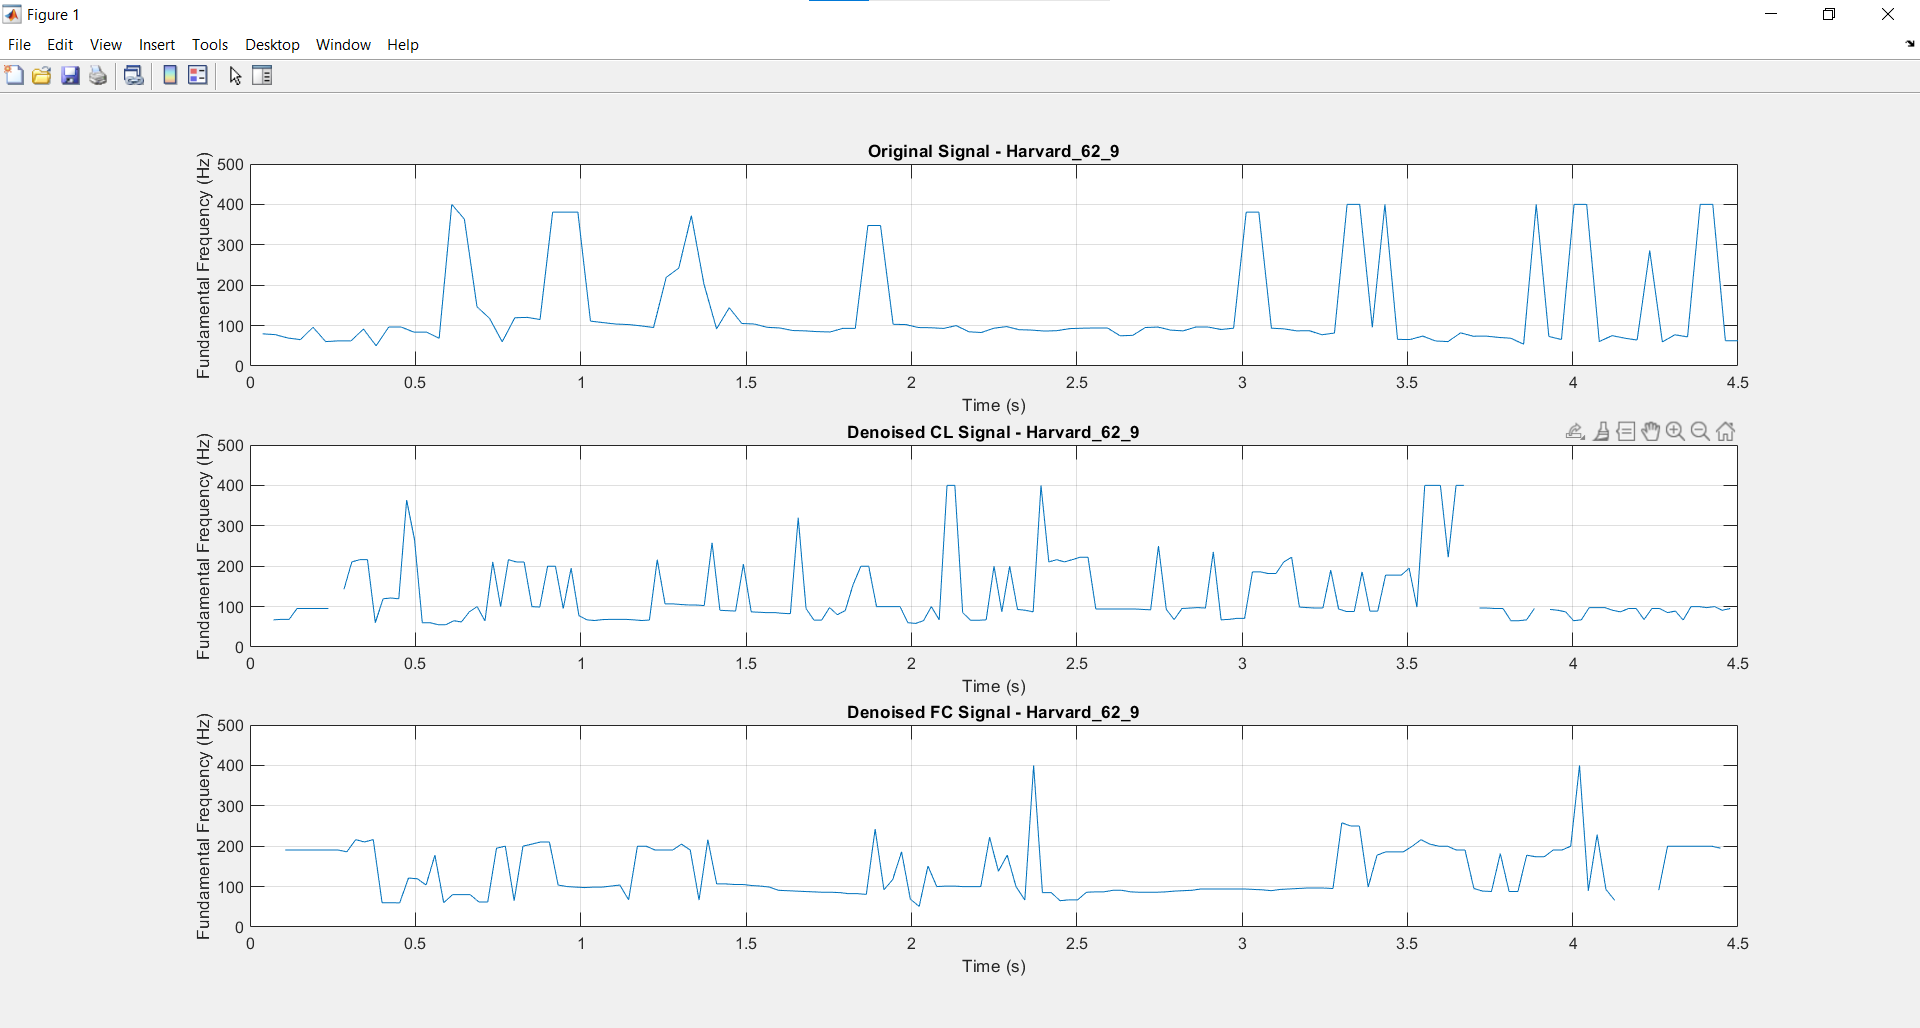 Figure 1
File Edit View Insert Tools Desktop Window Help
Original Signal - Harvard_62_9
Fundamental Frequency (Hz)
500
400
300
200
100
0
0 0.5 1 1.5 2 2.5 3 3.5 4 4.5
Time (s)
Denoised CL Signal - Harvard_62_9
Fundamental Frequency (Hz)
500
400
300
200
100
0
0 0.5 1 1.5 2 2.5 3 3.5 4 4.5
Time (s)
Denoised FC Signal - Harvard_62_9
Fundamental Frequency (Hz)
500
400
300
200
100
0
0 0.5 1 1.5 2 2.5 3 3.5 4 4.5
Time (s)